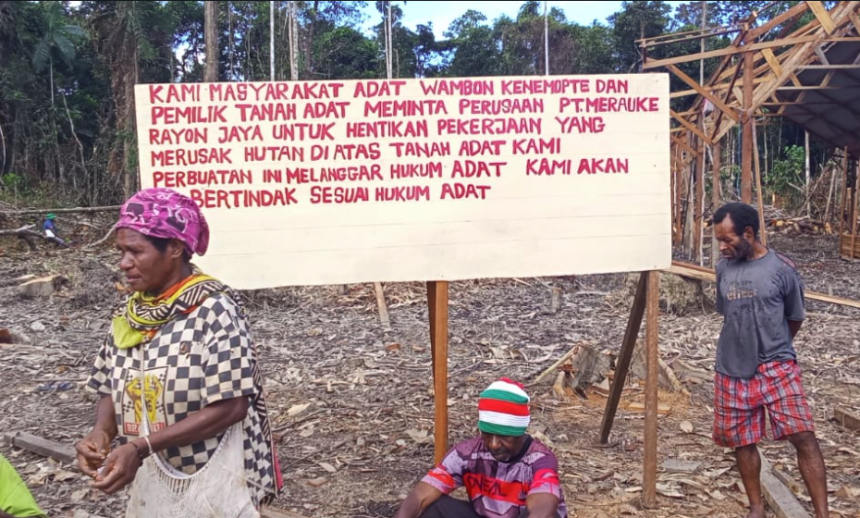 KAMI MASYARAKAT ADAT WAMBON KENEMOPTE DAN
PEMILIK TANAH ADAT MEMINTA PERUSAAN PT.MERAUKE
RAYON JAYA UNTUK HENTIKAN PEKERJAAN YANG
MERUSAK HUTAN DI ATAS TANAH ADAT KAMI
PERBUATAN INI MELANGGAR HUKUM ADAT KAMI AKAN
BERTINDAK SESUAI HUKUM ADAT